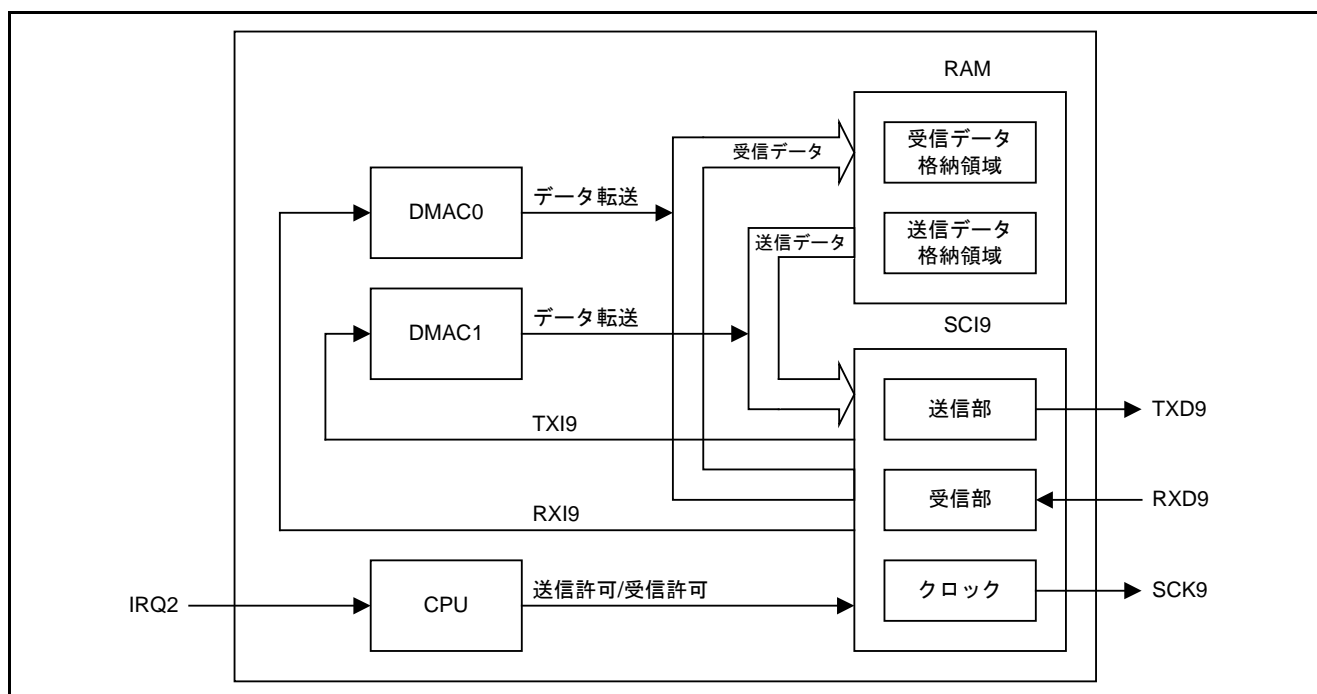 RAM
受信データ
格納領域
受信データ
データ転送
DMAC0
送信データ
格納領域
送信データ
データ転送
DMAC1
SCI9
送信部
TXD9
TXI9
受信部
RXD9
RXI9
IRQ2
CPU
送信許可/受信許可
クロック
SCK9